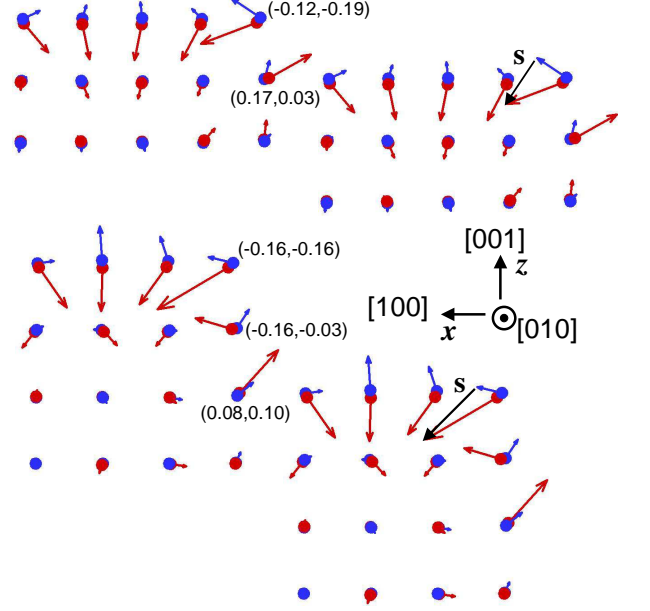 (-0.12,-0.19)
s
(0.17,0.03)
[001]
z
(-0.16,-0.16)
[100]
x
[010]
(-0.16,-0.03)
s
(0.08,0.10)